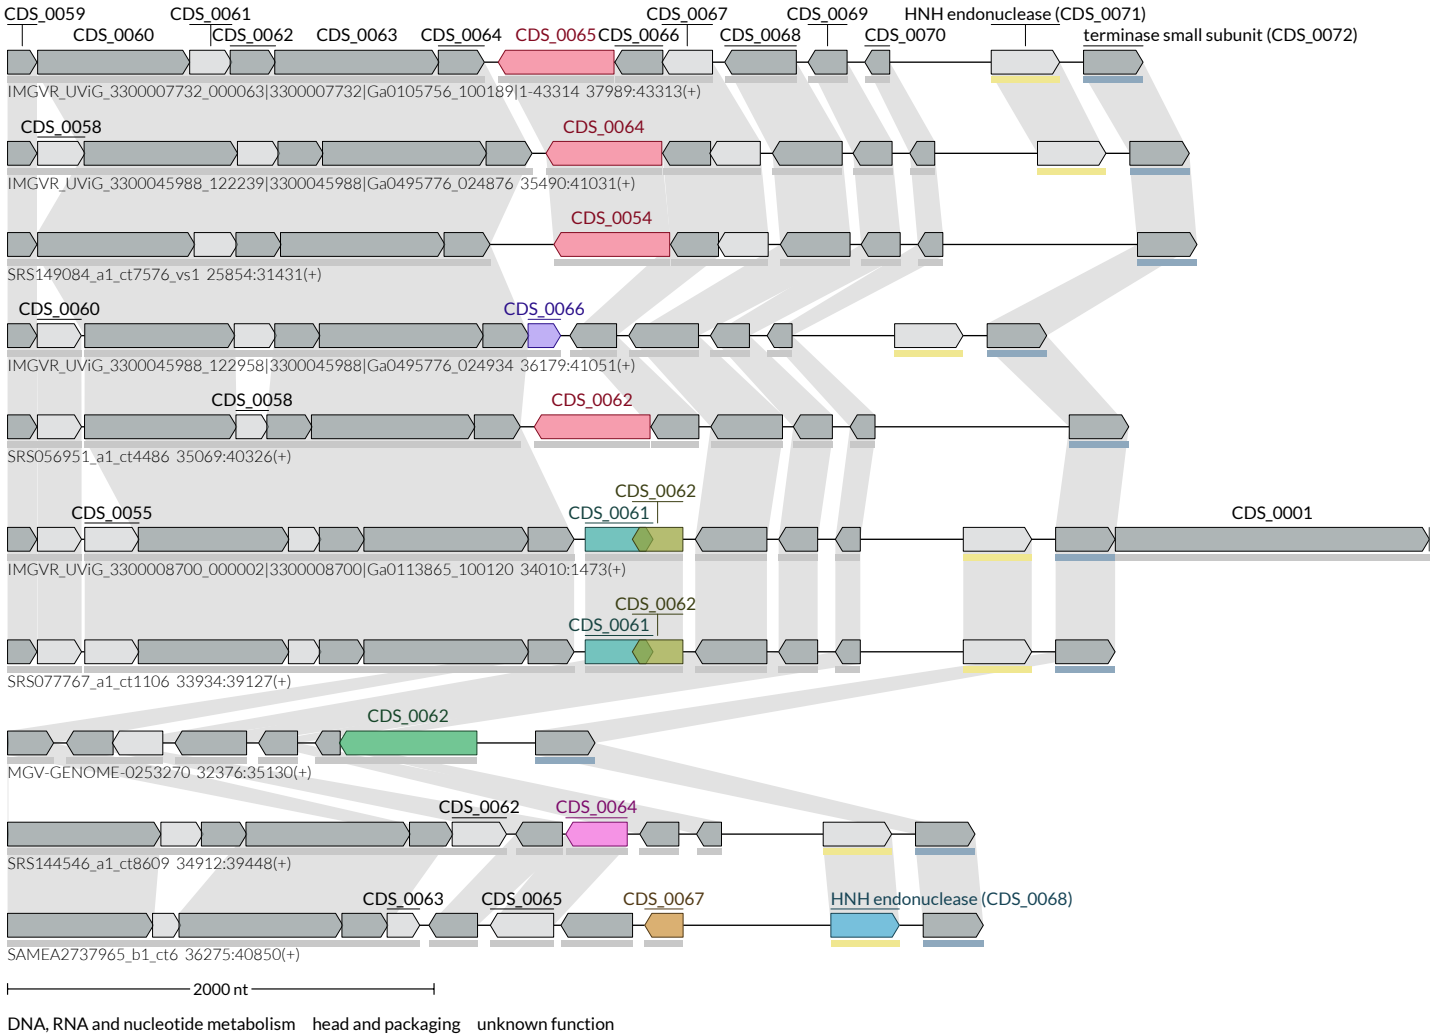 CDS_0059 CDS_0061 CDS_0067 CDS_0069 HNH endonuclease (CDS_0071)
CDS_0060 CDS_0062 CDS_0063 CDS_0064 CDS_0065 CDS_0066 CDS_0068 CDS_0070 terminase small subunit (CDS_0072)
IMGVR_UViG_3300007732_000063|3300007732|Ga0105756_100189|1-43314 37989:43313(+)
CDS_0058 CDS_0064
IMGVR_UViG_3300045988_122239|3300045988|Ga0495776_024876 35490:41031(+)
CDS_0054
SRS149084_a1_ct7576_vs1 25854:31431(+)
CDS_0060 CDS_0066
IMGVR_UViG_3300045988_122958|3300045988|Ga0495776_024934 36179:41051(+)
CDS_0058 CDS_0062
SRS056951_a1_ct4486 35069:40326(+)
CDS_0062
CDS_0055 CDS_0061 CDS_0001
IMGVR_UViG_3300008700_000002|3300008700|Ga0113865_100120 34010:1473(+)
CDS_0062
CDS_0061
SRS077767_a1_ct1106 33934:39127(+)
CDS_0062
MGV-GENOME-0253270 32376:35130(+)
CDS_0062 CDS_0064
SRS144546_a1_ct8609 34912:39448(+)
CDS_0063 CDS_0065 CDS_0067 HNH endonuclease (CDS_0068)
SAMEA2737965_b1_ct6 36275:40850(+)
2000 nt
DNA, RNA and nucleotide metabolism head and packaging unknown function